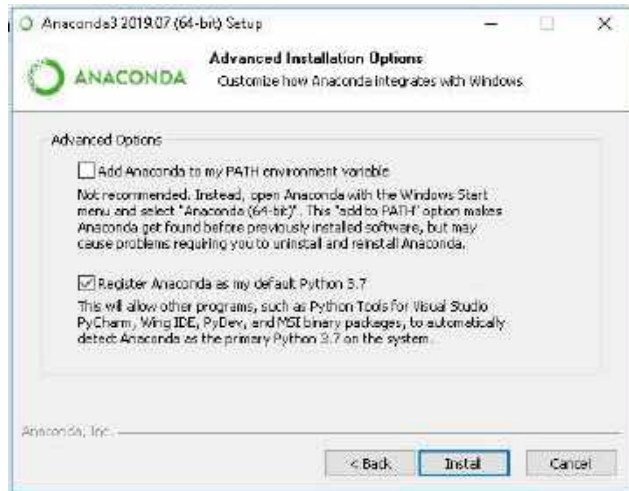 Anaconda3 2019.07 (64-bit) Setup
ANACONDA
Advanced Installation Options
Customize how Anaconda integrates with Windows
Advanced Options
Add Anaconda to my PATH environment variable
Not recommended. Instead, open Anaconda with the Windows Start
menu and select "Anaconda (64-bit)". This "add to PATH" option makes
Anaconda get found before previously installed software, but may
cause problems requiring you to uninstall and reinstall Anaconda.
Register Anaconda as my default Python 3.7
This will allow other programs, such as Python Tools for Visual Studio
PyCharm, Wing IDE, PyDev, and MSI binary packages, to automatically
detect Anaconda as the primary Python 3.7 on the system.
Anaconda, Inc.
< Back
Install
Cancel